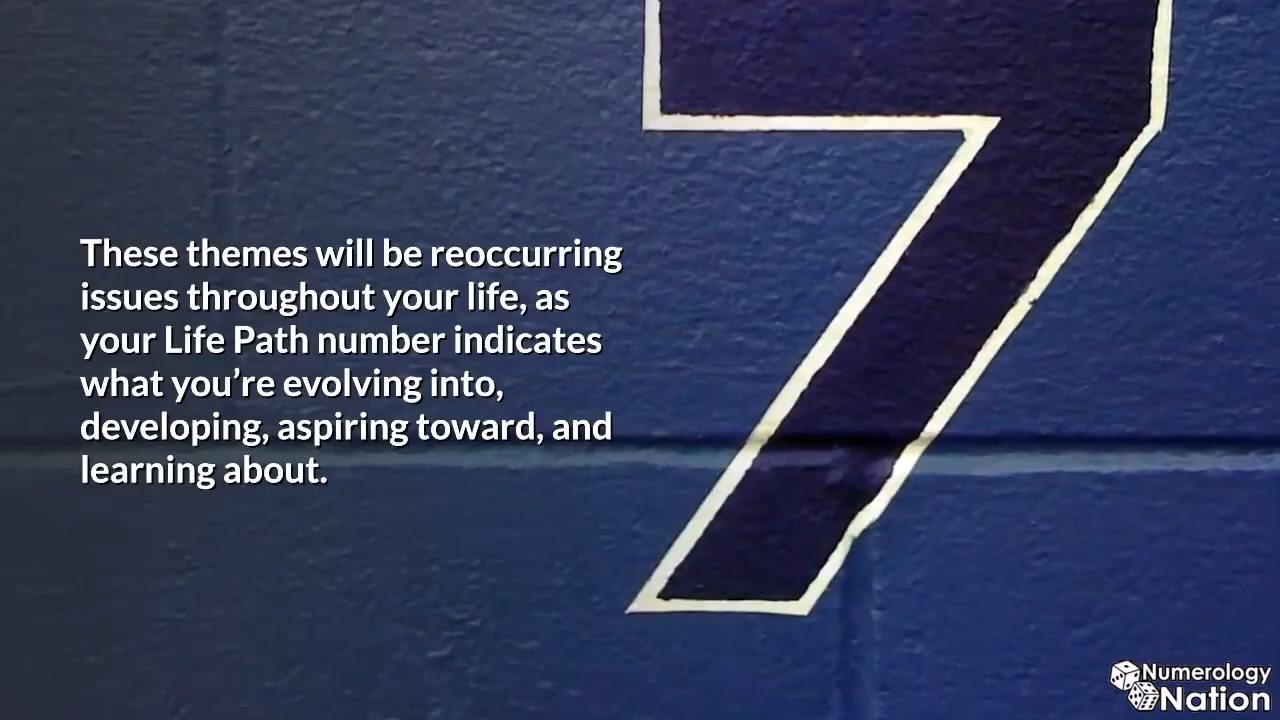 These themes will be reoccurring
issues throughout your life, as
your Life Path number indicates
what you’re evolving into,
developing, aspiring toward, and
learning about.
7
Numerology
Nation